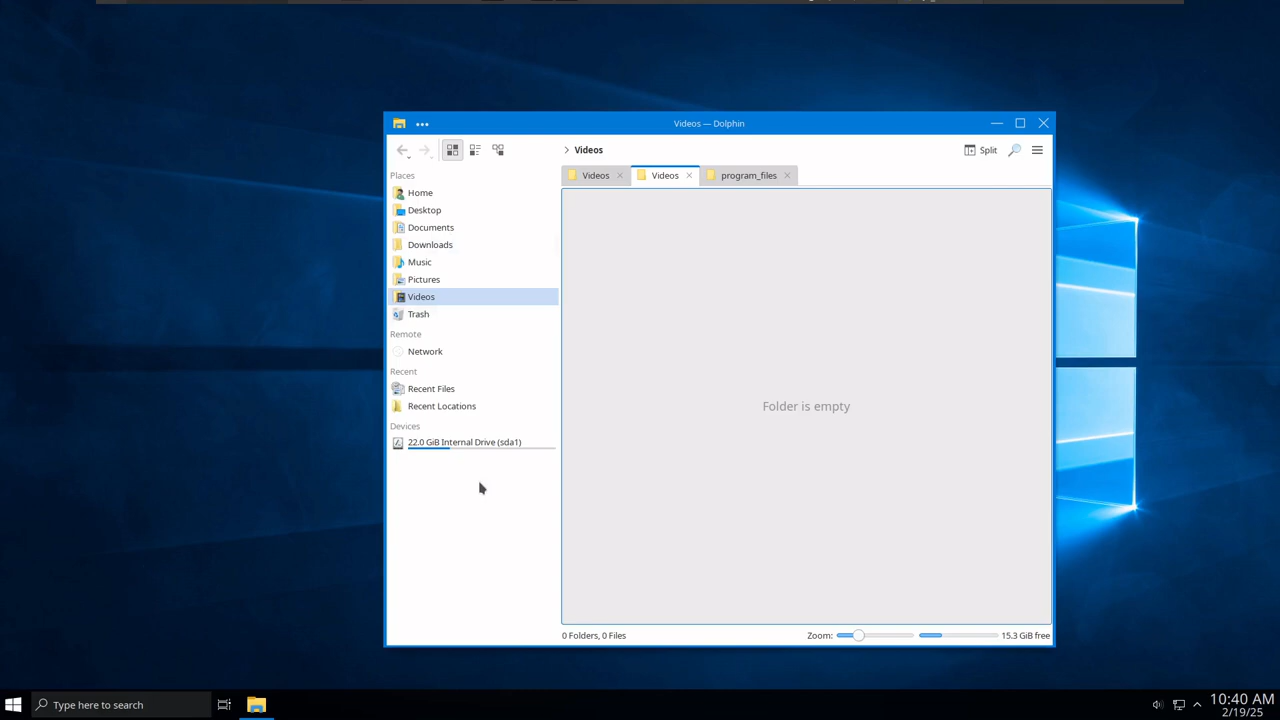 Videos — Dolphin
Videos
Split
Places
Home
Desktop
Documents
Downloads
Music
Pictures
Videos
Trash
Remote
Network
Recent
Recent Files
Recent Locations
Devices
22.0 GiB Internal Drive (sda1)
Videos
Videos
program_files
Folder is empty
0 Folders, 0 Files
Zoom:
15.3 GiB free
Type here to search
10:40 AM
2/19/25